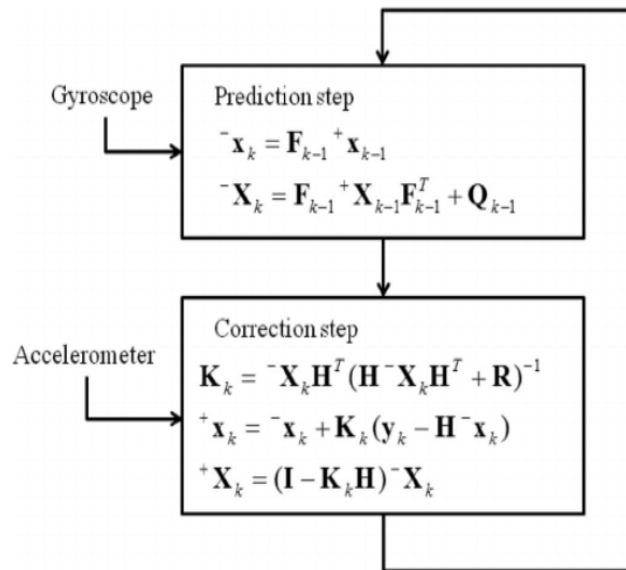 Gyroscope
Prediction step
⁻x_k = F_{k−1} ⁺x_{k−1}
⁻X_k = F_{k−1} ⁺X_{k−1} F^T_{k−1} + Q_{k−1}
Accelerometer
Correction step
K_k = ⁻X_k H^T (H ⁻X_k H^T + R)^{−1}
⁺x_k = ⁻x_k + K_k (y_k − H ⁻x_k)
⁺X_k = (I − K_k H) ⁻X_k